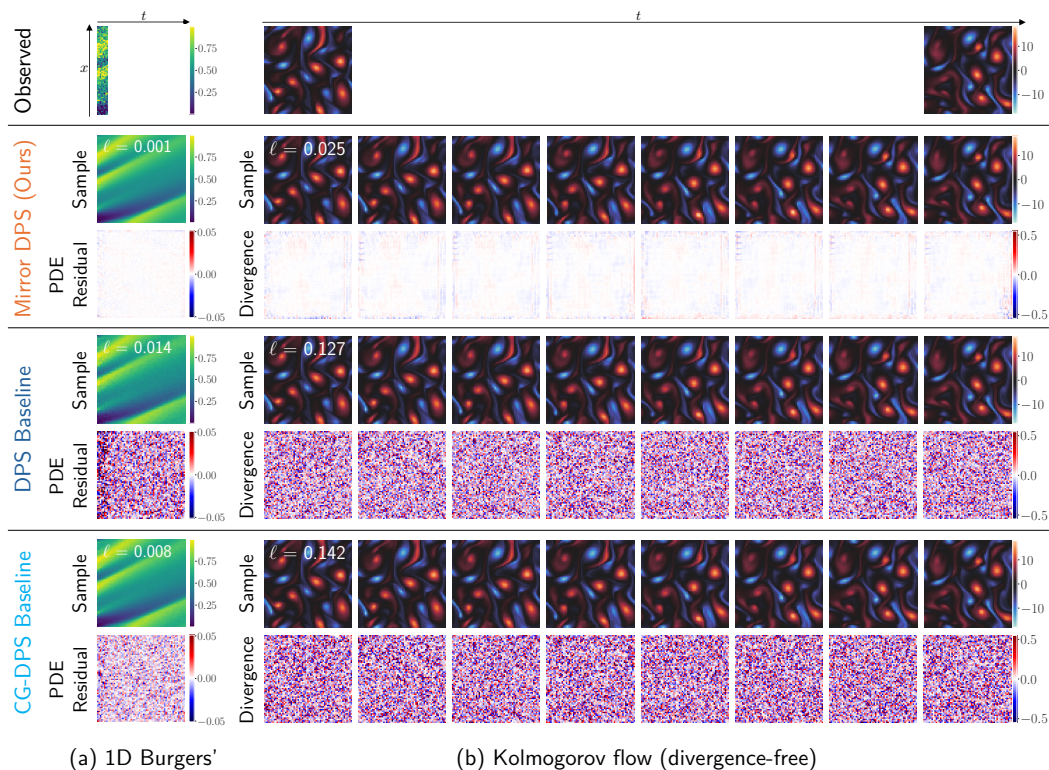 t
t
Observed
x
0.75
0.50
0.25
10
0
−10
Mirror DPS (Ours)
Sample
ℓ = 0.001
0.75
0.50
0.25
Sample
ℓ = 0.025
10
0
−10
PDE
Residual
0.05
0.00
−0.05
Divergence
0.5
0.0
−0.5
DPS Baseline
Sample
ℓ = 0.014
0.75
0.50
0.25
Sample
ℓ = 0.127
10
0
−10
PDE
Residual
0.05
0.00
−0.05
Divergence
0.5
0.0
−0.5
CG-DPS Baseline
Sample
ℓ = 0.008
0.75
0.50
0.25
Sample
ℓ = 0.142
10
0
−10
PDE
Residual
0.05
0.00
−0.05
Divergence
0.5
0.0
−0.5
(a) 1D Burgers’
(b) Kolmogorov flow (divergence-free)